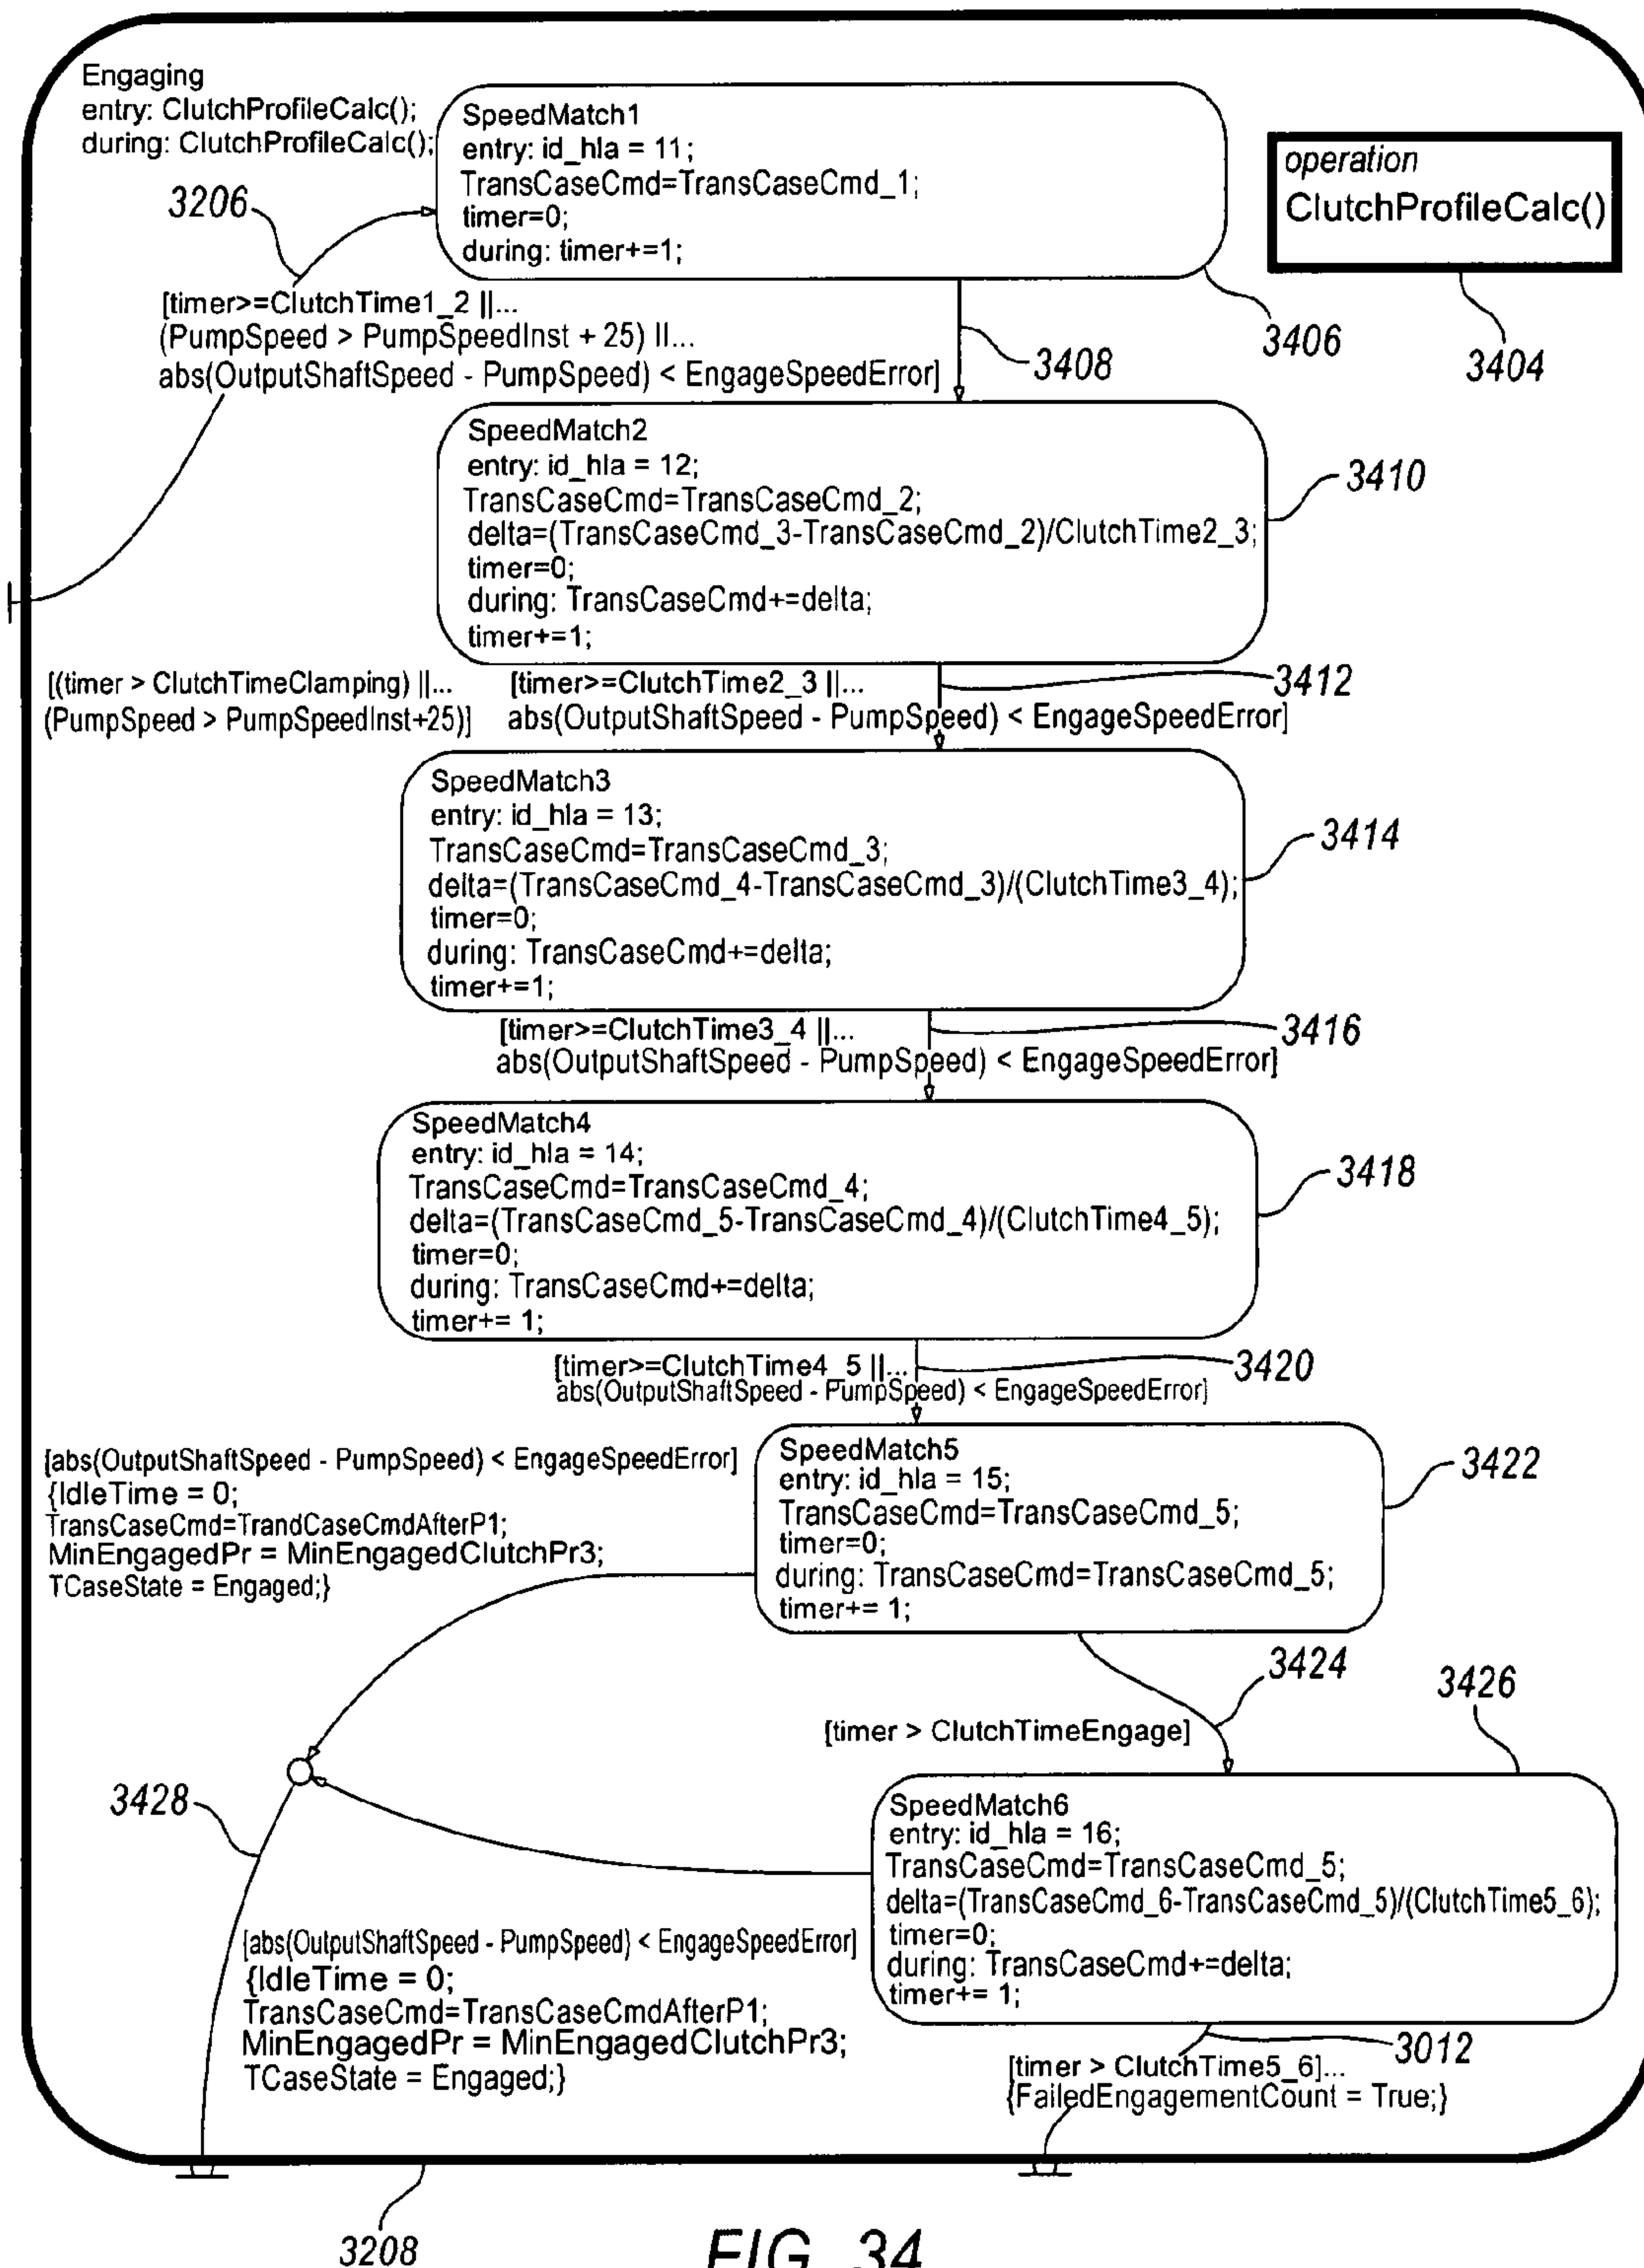 Engaging
entry: ClutchProfileCalc();
during: ClutchProfileCalc();
SpeedMatch1
entry: id_hla = 11;
TransCaseCmd=TransCaseCmd_1;
timer=0;
during: timer+=1;
operation
ClutchProfileCalc()
3206
3406
3404
[timer>=ClutchTime1_2 ||...
(PumpSpeed > PumpSpeedInst + 25) ||...
abs(OutputShaftSpeed - PumpSpeed) < EngageSpeedError]
3408
SpeedMatch2
entry: id_hla = 12;
TransCaseCmd=TransCaseCmd_2;
delta=(TransCaseCmd_3-TransCaseCmd_2)/ClutchTime2_3;
timer=0;
during: TransCaseCmd+=delta;
timer+=1;
3410
[(timer > ClutchTimeClamping) ||...
(PumpSpeed > PumpSpeedInst+25)]
[timer>=ClutchTime2_3 ||...
abs(OutputShaftSpeed - PumpSpeed) < EngageSpeedError]
3412
SpeedMatch3
entry: id_hla = 13;
TransCaseCmd=TransCaseCmd_3;
delta=(TransCaseCmd_4-TransCaseCmd_3)/(ClutchTime3_4);
timer=0;
during: TransCaseCmd+=delta;
timer+=1;
3414
[timer>=ClutchTime3_4 ||...
abs(OutputShaftSpeed - PumpSpeed) < EngageSpeedError]
3416
SpeedMatch4
entry: id_hla = 14;
TransCaseCmd=TransCaseCmd_4;
delta=(TransCaseCmd_5-TransCaseCmd_4)/(ClutchTime4_5);
timer=0;
during: TransCaseCmd+=delta;
timer+= 1;
3418
[timer>=ClutchTime4_5 ||...
abs(OutputShaftSpeed - PumpSpeed) < EngageSpeedError]
3420
[abs(OutputShaftSpeed - PumpSpeed) < EngageSpeedError]
{IdleTime = 0;
TransCaseCmd=TrandCaseCmdAfterP1;
MinEngagedPr = MinEngagedClutchPr3;
TCaseState = Engaged;}
SpeedMatch5
entry: id_hla = 15;
TransCaseCmd=TransCaseCmd_5;
timer=0;
during: TransCaseCmd=TransCaseCmd_5;
timer+= 1;
3422
3424
[timer > ClutchTimeEngage]
3426
3428
SpeedMatch6
entry: id_hla = 16;
TransCaseCmd=TransCaseCmd_5;
delta=(TransCaseCmd_6-TransCaseCmd_5)/(ClutchTime5_6);
timer=0;
during: TransCaseCmd+=delta;
timer+= 1;
[abs(OutputShaftSpeed - PumpSpeed) < EngageSpeedError]
{IdleTime = 0;
TransCaseCmd=TransCaseCmdAfterP1;
MinEngagedPr = MinEngagedClutchPr3;
TCaseState = Engaged;}
3012
[timer > ClutchTime5_6]...
{FailedEngagementCount = True;}
3208
FIG. 34